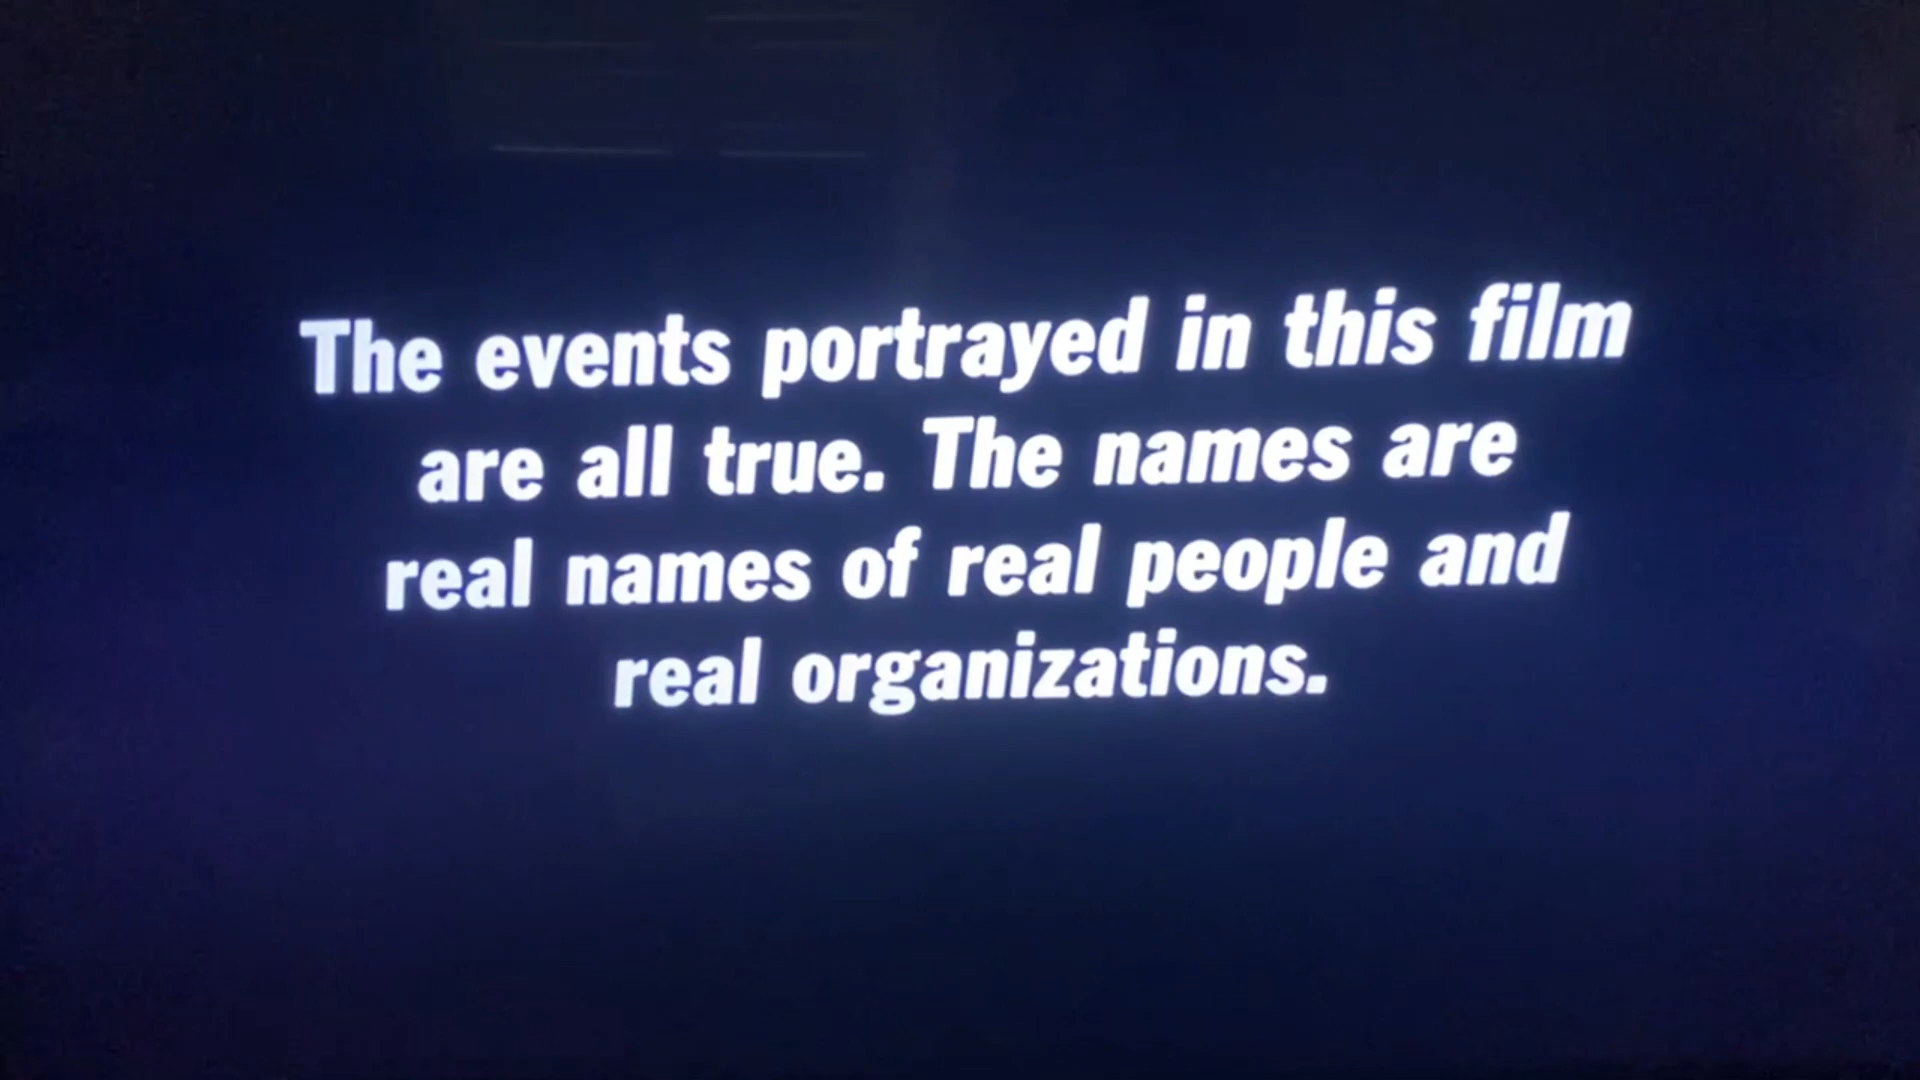 The events portrayed in this film
are all true. The names are
real names of real people and
real organizations.